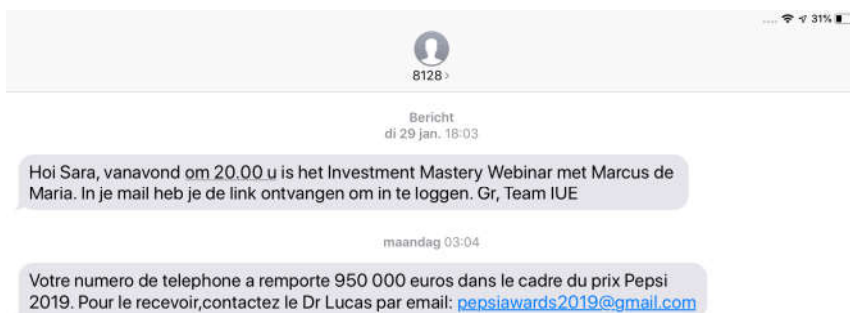 31%
8128 >
Bericht
di 29 jan. 18:03
Hoi Sara, vanavond om 20.00 u is het Investment Mastery Webinar met Marcus de
Maria. In je mail heb je de link ontvangen om in te loggen. Gr, Team IUE
maandag 03:04
Votre numero de telephone a remporte 950 000 euros dans le cadre du prix Pepsi
2019. Pour le recevoir,contactez le Dr Lucas par email: pepsiawards2019@gmail.com